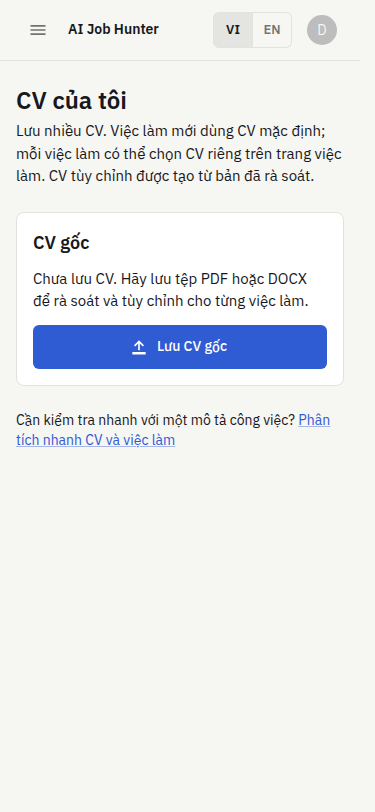 AI Job Hunter
VI
EN
D
CV của tôi
Lưu nhiều CV. Việc làm mới dùng CV mặc định;
mỗi việc làm có thể chọn CV riêng trên trang việc
làm. CV tùy chỉnh được tạo từ bản đã rà soát.
CV gốc
Chưa lưu CV. Hãy lưu tệp PDF hoặc DOCX
để rà soát và tùy chỉnh cho từng việc làm.
Lưu CV gốc
Cần kiểm tra nhanh với một mô tả công việc? Phân
tích nhanh CV và việc làm